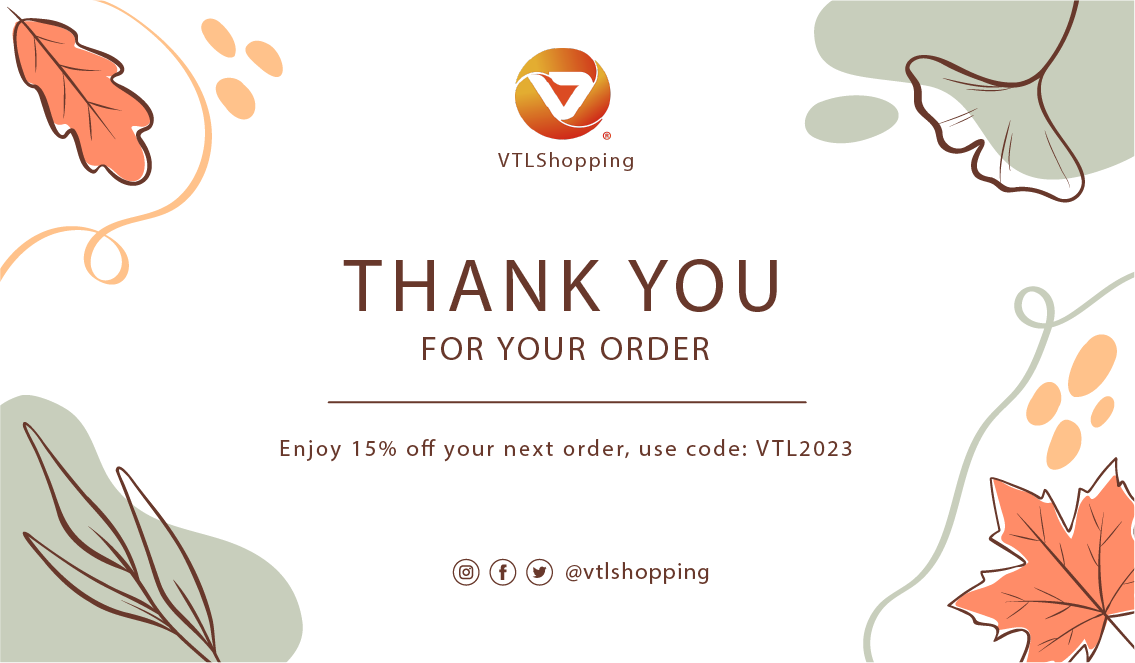 ®
VTLShopping
THANK YOU
FOR YOUR ORDER
Enjoy 15% off your next order, use code: VTL2023
@vtlshopping